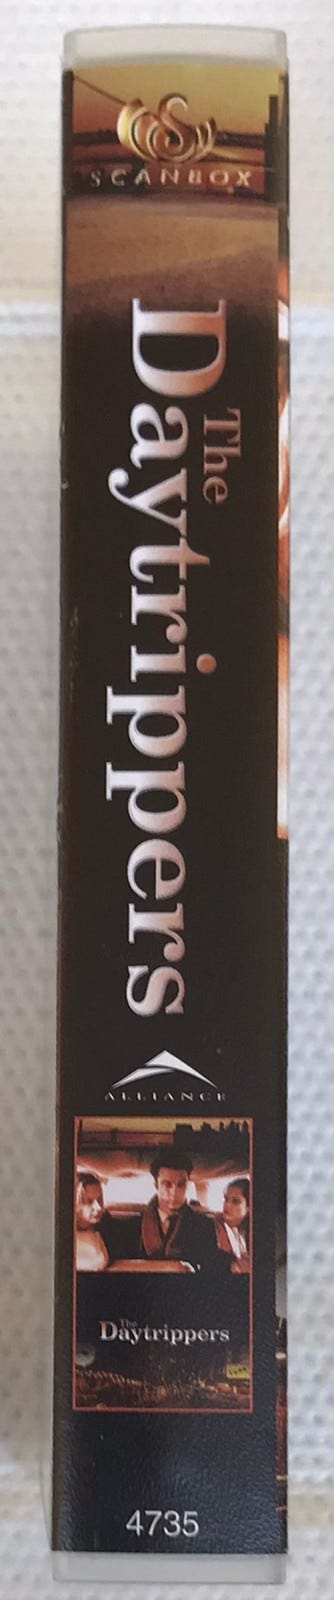 SCANBOX
The
Daytrippers
ALLIANCE
The
Daytrippers
4735